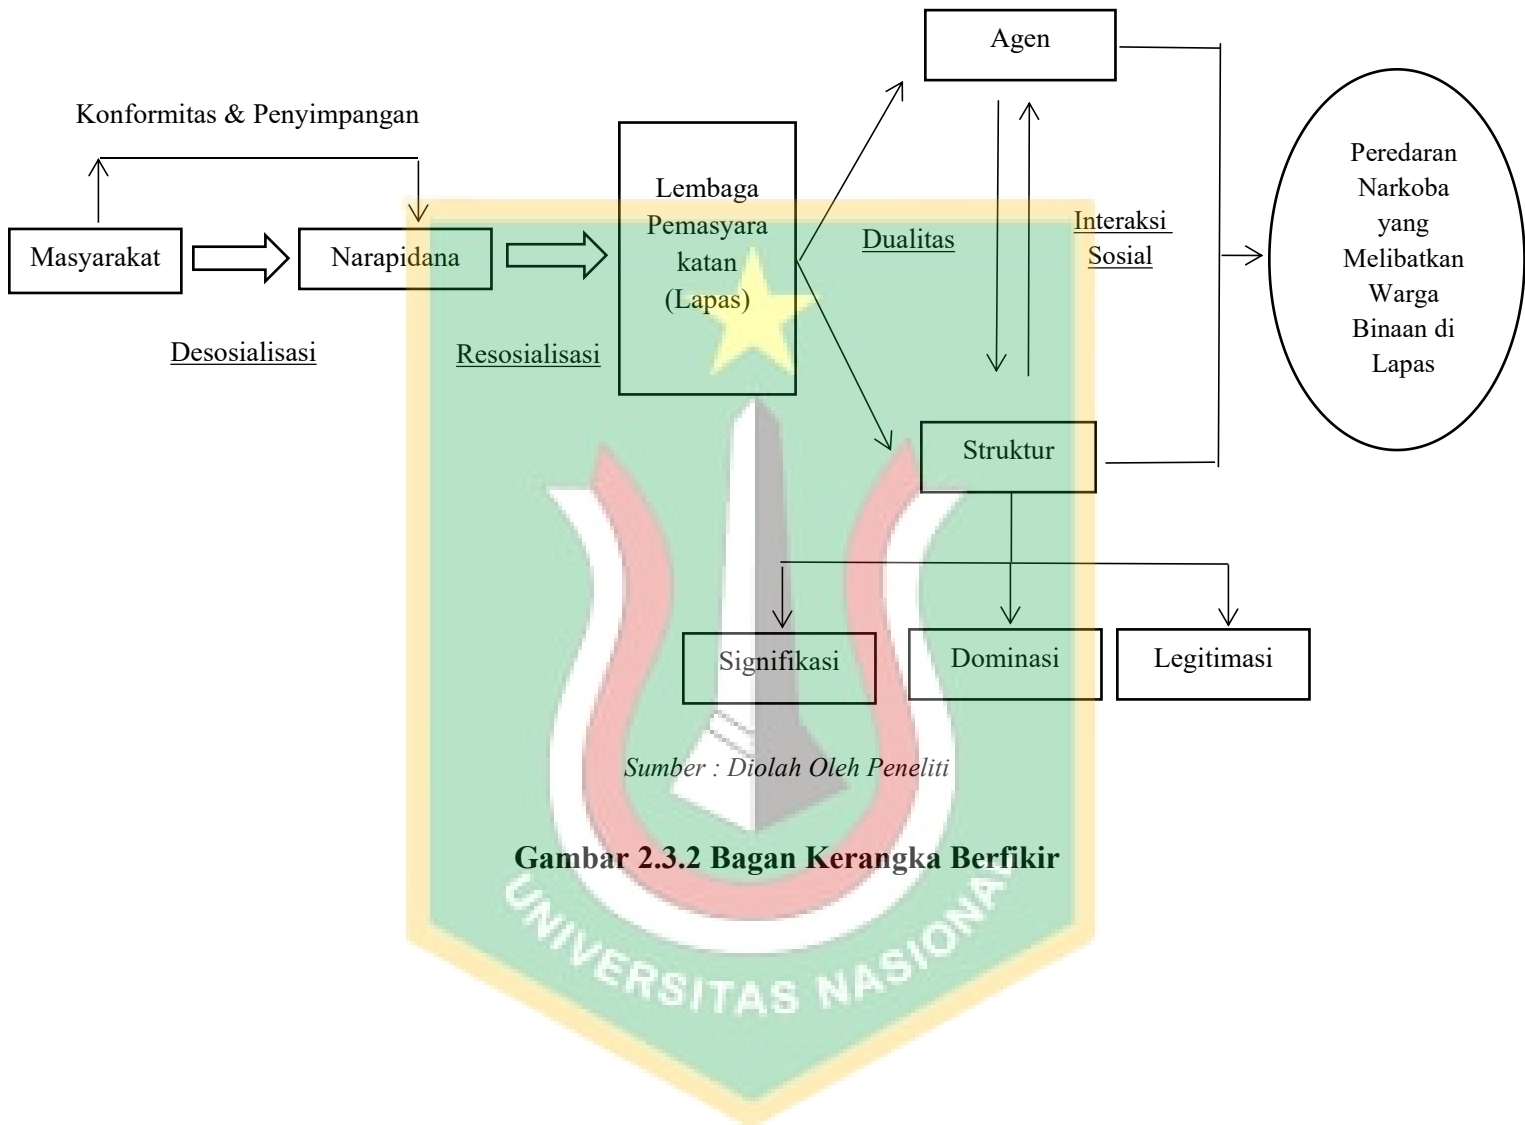 Agen
Konformitas & Penyimpangan
Masyarakat
Narapidana
Lembaga
Pemasyara
katan
(Lapas)
Dualitas
Interaksi
Sosial
Peredaran
Narkoba
yang
Melibatkan
Warga
Binaan di
Lapas
Desosialisasi
Resosialisasi
Struktur
Signifikasi
Dominasi
Legitimasi
Sumber : Diolah Oleh Peneliti
Gambar 2.3.2 Bagan Kerangka Berfikir
UNIVERSITAS NASIONAL